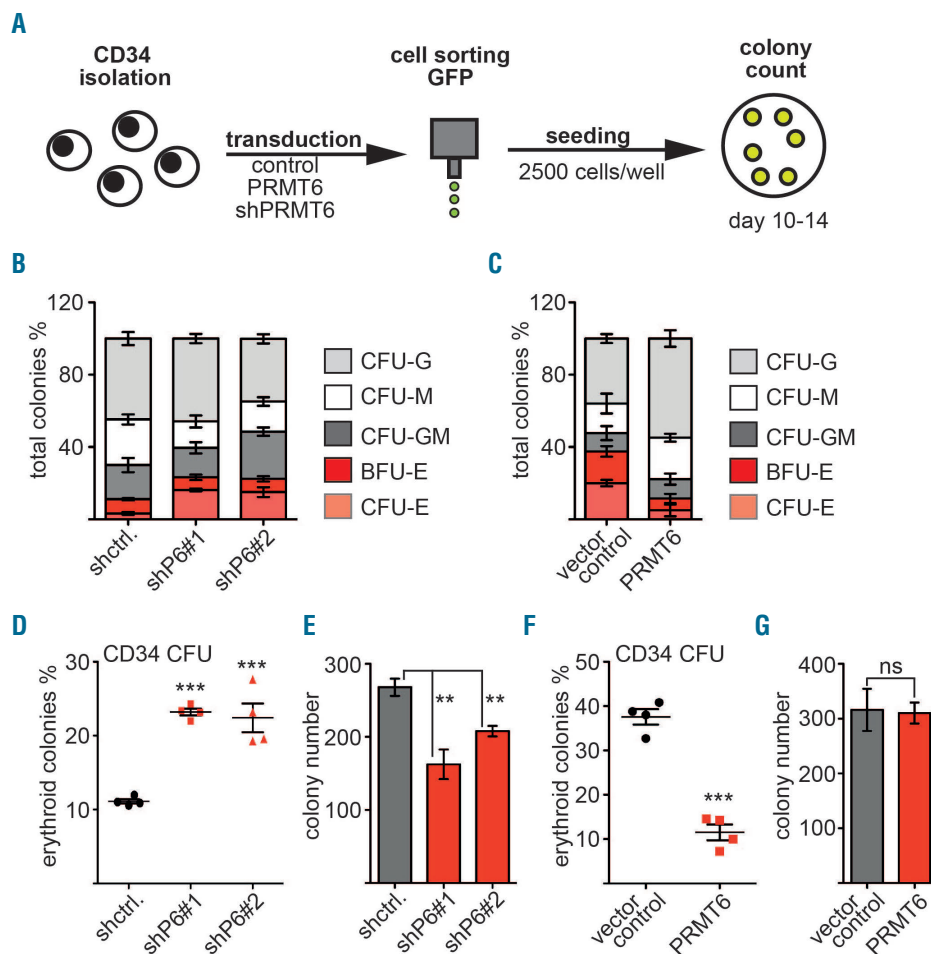 A
CD34
isolation
transduction
control
PRMT6
shPRMT6
cell sorting
GFP
seeding
2500 cells/well
colony
count
day 10-14
B
total colonies %
120
80
40
shctrl.
shP6#1
shP6#2
CFU-G
CFU-M
CFU-GM
BFU-E
CFU-E
C
total colonies %
120
80
40
vector
control
PRMT6
CFU-G
CFU-M
CFU-GM
BFU-E
CFU-E
D
CD34 CFU
erythroid colonies %
30
20
10
***
***
shctrl.
shP6#1
shP6#2
E
colony number
300
200
100
**
**
shctrl.
shP6#1
shP6#2
F
CD34 CFU
erythroid colonies %
50
40
30
20
10
***
vector
control
PRMT6
G
colony number
400
300
200
100
ns
vector
control
PRMT6